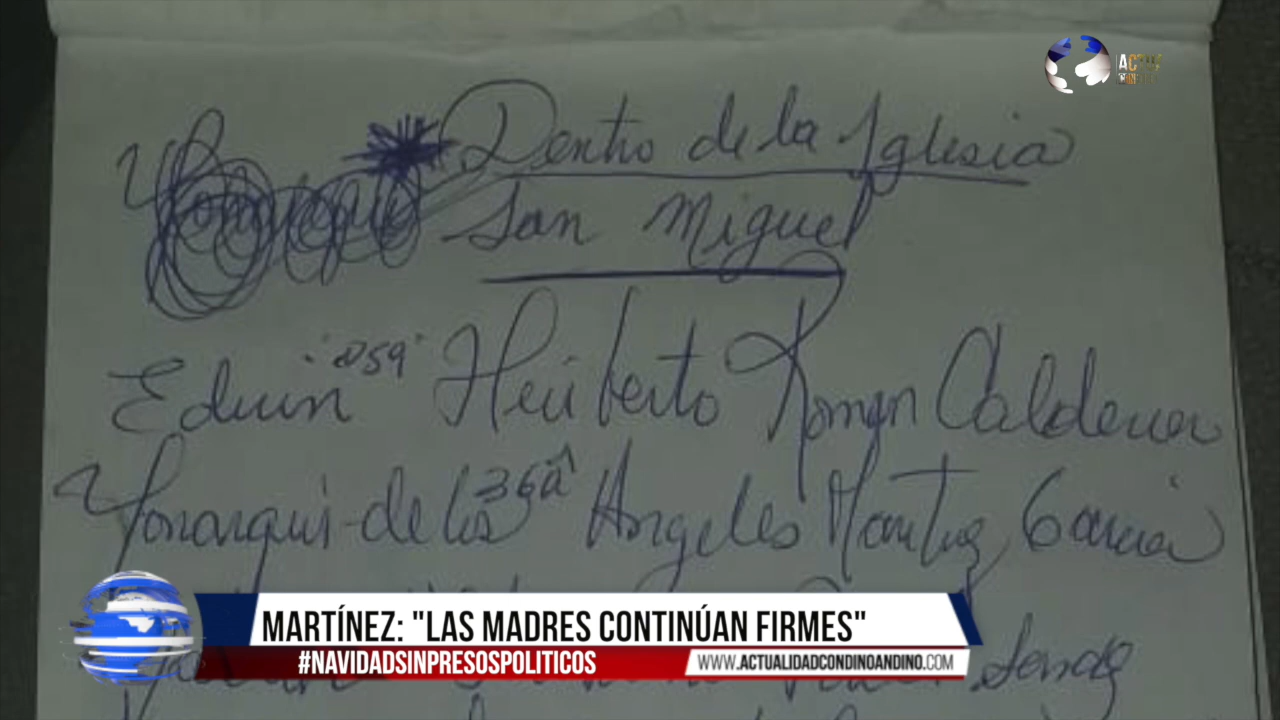 Dentro de la Iglesia
San Miguel
Edwin "059" Heriberto Roman Calderon
Yonarquis de los 36a Angeles Martinez Garcia
MARTÍNEZ: "LAS MADRES CONTINÚAN FIRMES"
#NAVIDADSINPRESOSPOLITICOS
WWW.ACTUALIDADCONDINOANDINO.COM